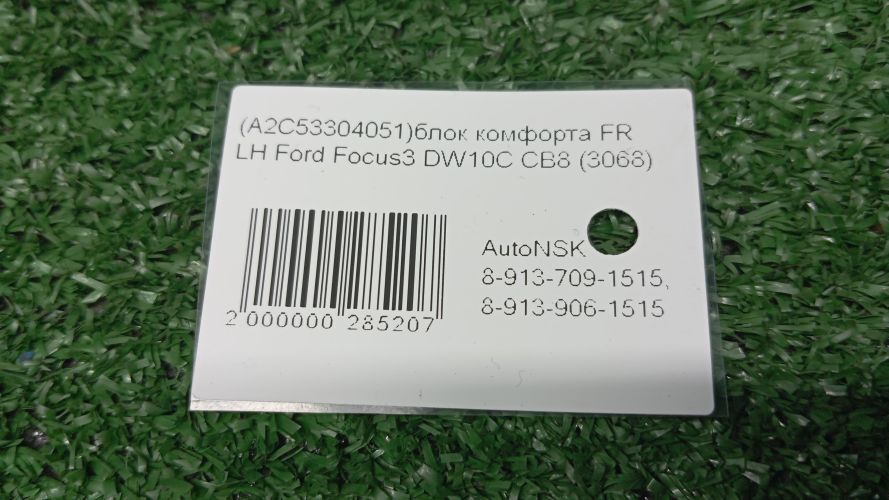 (A2C53304051)блок комфорта FR
LH Ford Focus3 DW10C CB8 (3068)
AutoNSK
8-913-709-1515,
8-913-906-1515
2 000000 285207